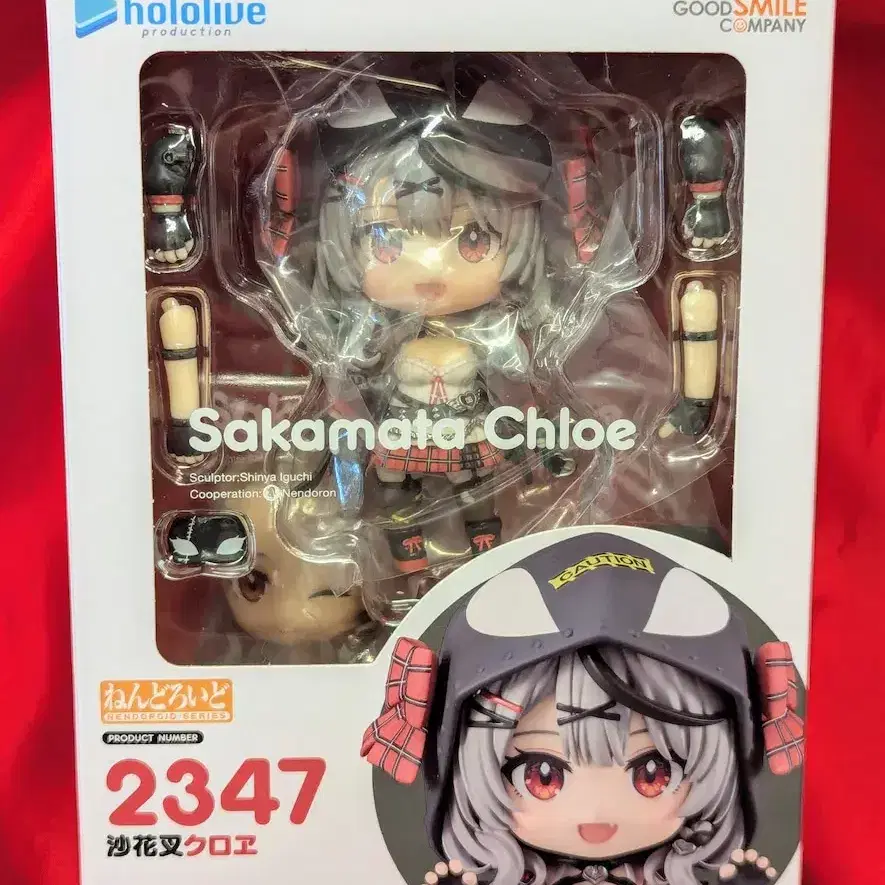 hololive
production
GOOD SMILE
COMPANY
Sakamata Chloe
Sculptor:Shinya Iguchi
Cooperation: Nendoron
CAUTION
ねんどろいど
NENDOROID SERIES
PRODUCT NUMBER
2347
沙花叉クロヱ